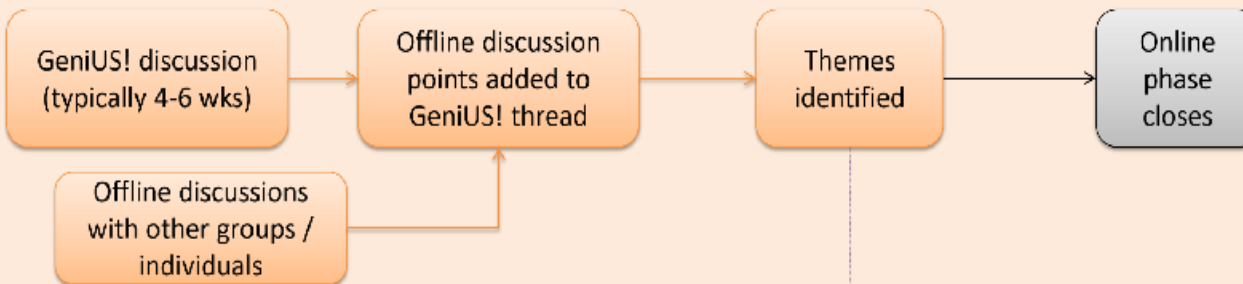 GeniUS! discussion
(typically 4-6 wks)
Offline discussion
points added to
GeniUS! thread
Themes
identified
Online
phase
closes
Offline discussions
with other groups /
individuals